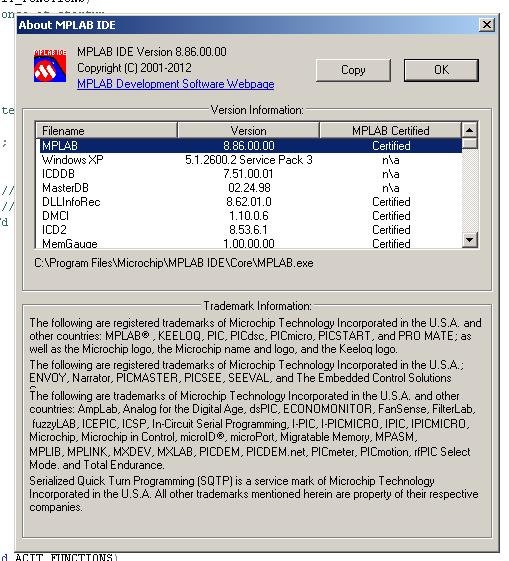 About MPLAB IDE
MPLAB IDE
MPLAB IDE Version 8.86.00.00
Copyright (C) 2001-2012
MPLAB Development Software Webpage
Copy
OK
Version Information:
Filename Version MPLAB Certified
MPLAB 8.86.00.00 Certified
Windows XP 5.1.2600.2 Service Pack 3 n\a
ICDDB 7.51.00.01 n\a
MasterDB 02.24.98 n\a
DLLInfoRec 8.62.01.0 Certified
DMCI 1.10.0.6 Certified
ICD2 8.53.6.1 Certified
MemGauge 1.00.00.00 Certified
C:\Program Files\Microchip\MPLAB IDE\Core\MPLAB.exe
Trademark Information:
The following are registered trademarks of Microchip Technology Incorporated in the U.S.A. and
other countries: MPLAB® , KEELOQ, PIC, PICdsc, PICmicro, PICSTART, and PRO MATE; as
well as the Microchip logo, the Microchip name and logo, and the Keeloq logo.
The following are registered trademarks of Microchip Technology Incorporated in the U.S.A.;
ENVOY, Narrator, PICMASTER, PICSEE, SEEVAL, and The Embedded Control Solutions
The following are trademarks of Microchip Technology Incorporated in the U.S.A. and other
countries: AmpLab, Analog for the Digital Age, dsPIC, ECONOMONITOR, FanSense, FilterLab,
fuzzyLAB, ICEPIC, ICSP, In-Circuit Serial Programming, I-PIC, I-PICMICRO, IPIC, IPICMICRO,
Microchip, Microchip in Control, microID®, microPort, Migratable Memory, MPASM,
MPLIB, MPLINK, MXDEV, MXLAB, PICDEM, PICDEM.net, PICmeter, PICmotion, rfPIC Select
Mode. and Total Endurance.
Serialized Quick Turn Programming (SQTP) is a service mark of Microchip Technology
Incorporated in the U.S.A. All other trademarks mentioned herein are property of their respective
companies.
d ACIT_FUNCTIONS)